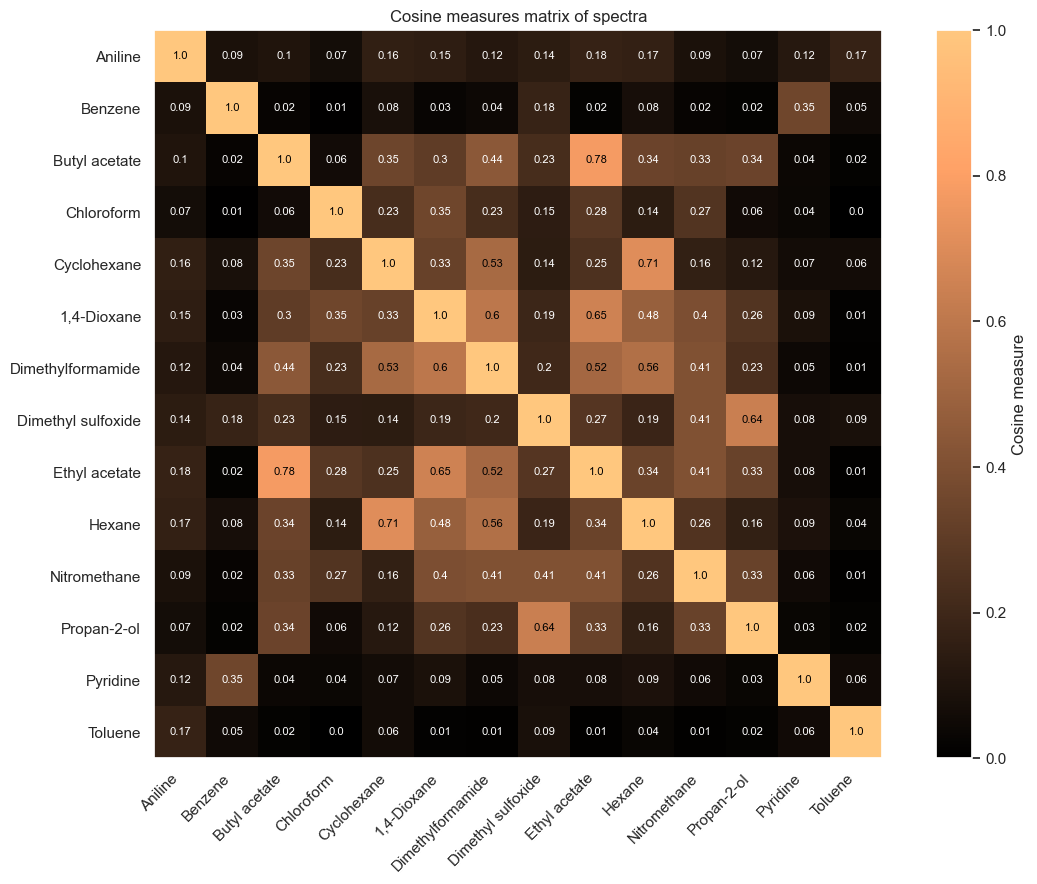 Cosine measures matrix of spectra
Aniline 1.0 0.09 0.1 0.07 0.16 0.15 0.12 0.14 0.18 0.17 0.09 0.07 0.12 0.17
Benzene 0.09 1.0 0.02 0.01 0.08 0.03 0.04 0.18 0.02 0.08 0.02 0.02 0.35 0.05
Butyl acetate 0.1 0.02 1.0 0.06 0.35 0.3 0.44 0.23 0.78 0.34 0.33 0.34 0.04 0.02
Chloroform 0.07 0.01 0.06 1.0 0.23 0.35 0.23 0.15 0.28 0.14 0.27 0.06 0.04 0.0
Cyclohexane 0.16 0.08 0.35 0.23 1.0 0.33 0.53 0.14 0.25 0.71 0.16 0.12 0.07 0.06
1,4-Dioxane 0.15 0.03 0.3 0.35 0.33 1.0 0.6 0.19 0.65 0.48 0.4 0.26 0.09 0.01
Dimethylformamide 0.12 0.04 0.44 0.23 0.53 0.6 1.0 0.2 0.52 0.56 0.41 0.23 0.05 0.01
Dimethyl sulfoxide 0.14 0.18 0.23 0.15 0.14 0.19 0.2 1.0 0.27 0.19 0.41 0.64 0.08 0.09
Ethyl acetate 0.18 0.02 0.78 0.28 0.25 0.65 0.52 0.27 1.0 0.34 0.41 0.33 0.08 0.01
Hexane 0.17 0.08 0.34 0.14 0.71 0.48 0.56 0.19 0.34 1.0 0.26 0.16 0.09 0.04
Nitromethane 0.09 0.02 0.33 0.27 0.16 0.4 0.41 0.41 0.41 0.26 1.0 0.33 0.06 0.01
Propan-2-ol 0.07 0.02 0.34 0.06 0.12 0.26 0.23 0.64 0.33 0.16 0.33 1.0 0.03 0.02
Pyridine 0.12 0.35 0.04 0.04 0.07 0.09 0.05 0.08 0.08 0.09 0.06 0.03 1.0 0.06
Toluene 0.17 0.05 0.02 0.0 0.06 0.01 0.01 0.09 0.01 0.04 0.01 0.02 0.06 1.0
Aniline
Benzene
Butyl acetate
Chloroform
Cyclohexane
1,4-Dioxane
Dimethylformamide
Dimethyl sulfoxide
Ethyl acetate
Hexane
Nitromethane
Propan-2-ol
Pyridine
Toluene
1.0
0.8
0.6
0.4
0.2
0.0
Cosine measure